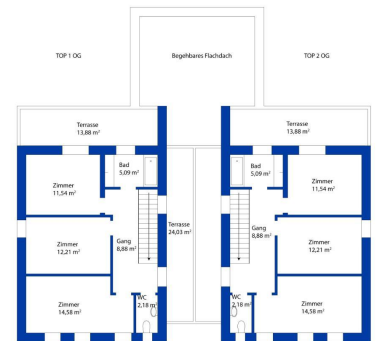 TOP 1 OG
Begehbares Flachdach
TOP 2 OG
Terrasse
13,88 m²
Terrasse
13,88 m²
Bad
5,09 m²
Bad
5,09 m²
Zimmer
11,54 m²
Zimmer
11,54 m²
Terrasse
24,03 m²
Gang
8,88 m²
Gang
8,88 m²
Zimmer
12,21 m²
Zimmer
12,21 m²
WC
2,18 m²
WC
2,18 m²
Zimmer
14,58 m²
Zimmer
14,58 m²